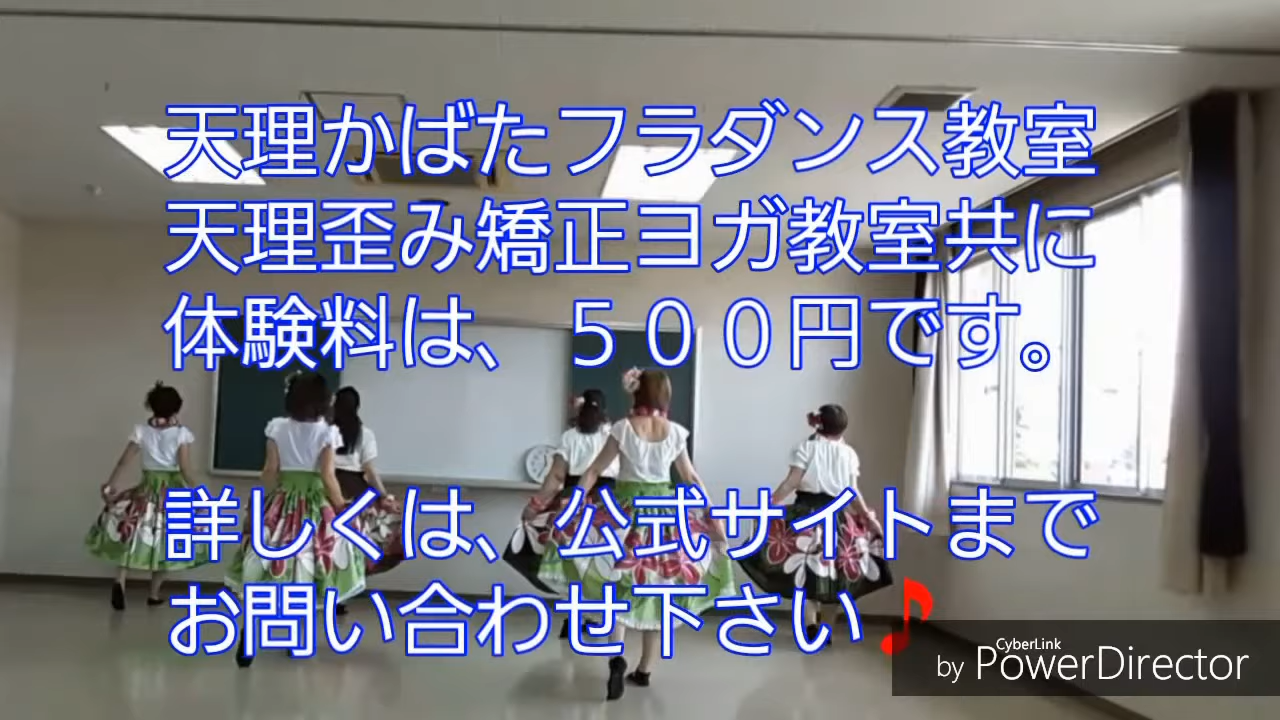 天理かばたフラダンス教室
天理歪み矯正ヨガ教室共に
体験料は、５００円です。
詳しくは、公式サイトまで
お問い合わせ下さい♪
CyberLink
by PowerDirector